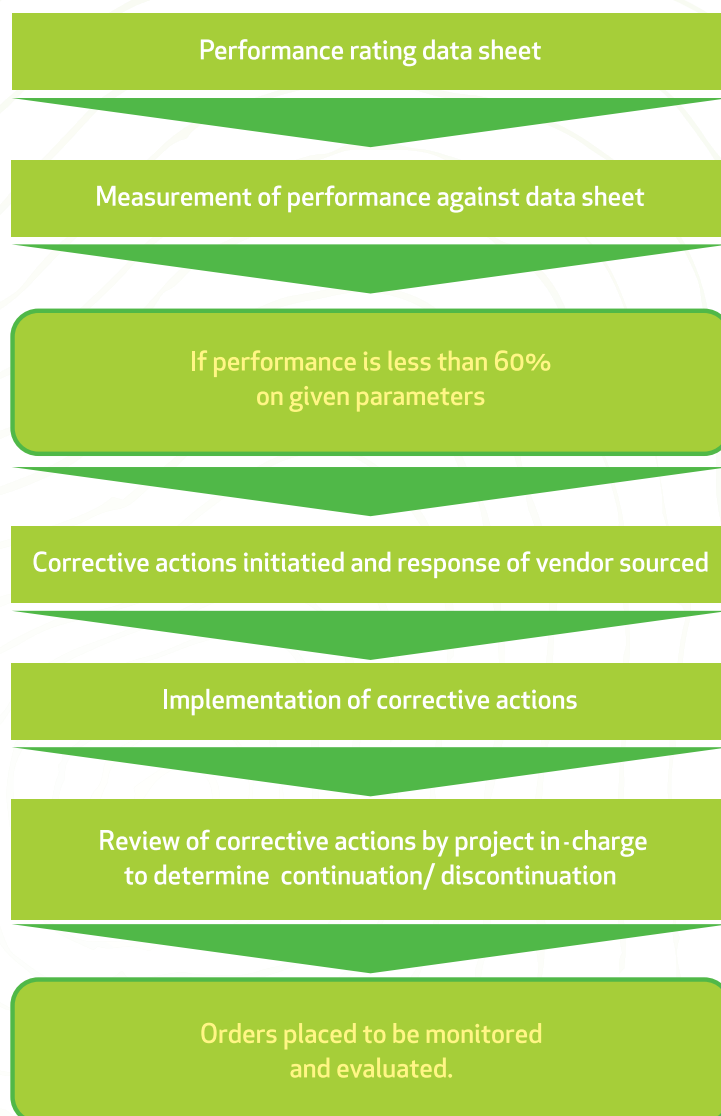 Performance rating data sheet
Measurement of performance against data sheet
If performance is less than 60%
on given parameters
Corrective actions initiatied and response of vendor sourced
Implementation of corrective actions
Review of corrective actions by project in-charge
to determine continuation/ discontinuation
Orders placed to be monitored
and evaluated.